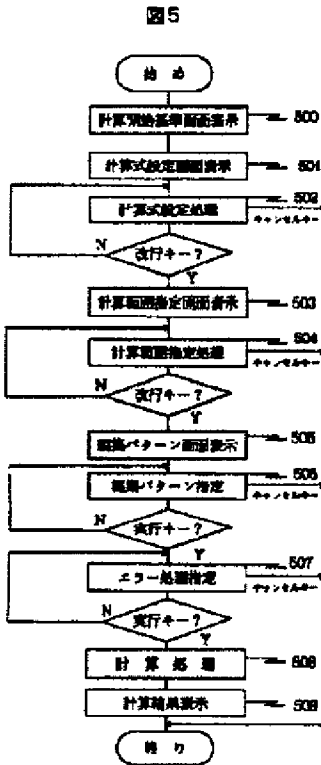 図5
始め
計算開始基準画面表示
500
計算式設定画面表示
501
502
計算式設定処理
キャンセルキー
N
改行キー?
Y
計算範囲指定画面表示
503
504
計算範囲指定処理
キャンセルキー
N
改行キー?
Y
編集パターン画面表示
505
506
編集パターン指定
キャンセルキー
N
実行キー?
Y
507
エラー処理指定
キャンセルキー
N
実行キー?
Y
計算処理
508
計算結果表示
509
終り